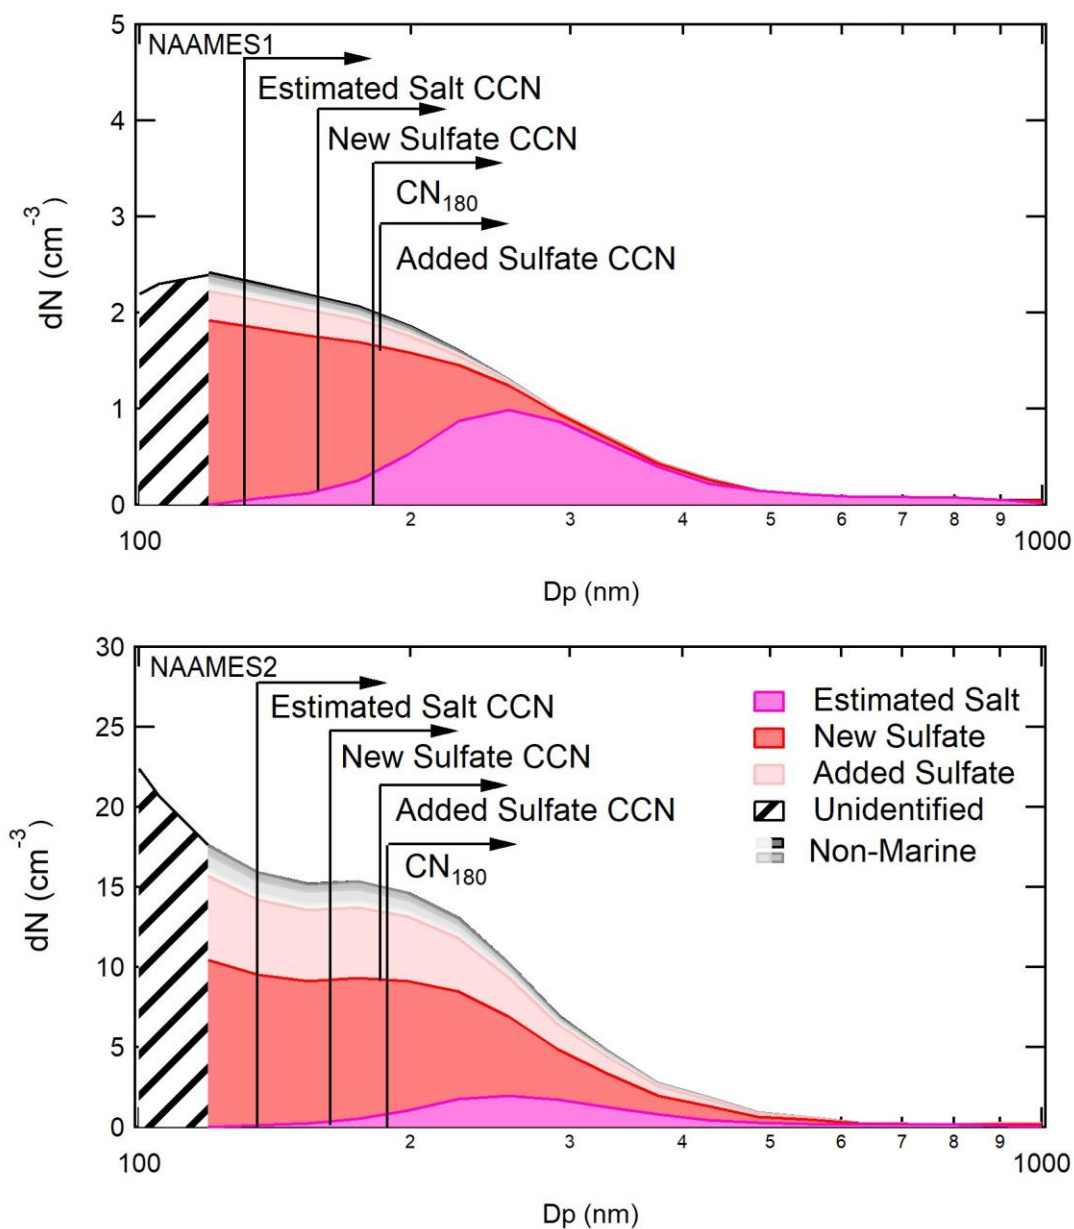 5
NAAMES1
Estimated Salt CCN
4
New Sulfate CCN
CN180
3
Added Sulfate CCN
dN (cm-3)
2
1
0
100 2 3 4 5 6 7 8 9 1000
Dp (nm)
30
NAAMES2
Estimated Salt CCN
25
New Sulfate CCN
Added Sulfate CCN
20
CN180
Estimated Salt
New Sulfate
Added Sulfate
Unidentified
Non-Marine
dN (cm-3)
15
10
5
0
100 2 3 4 5 6 7 8 9 1000
Dp (nm)